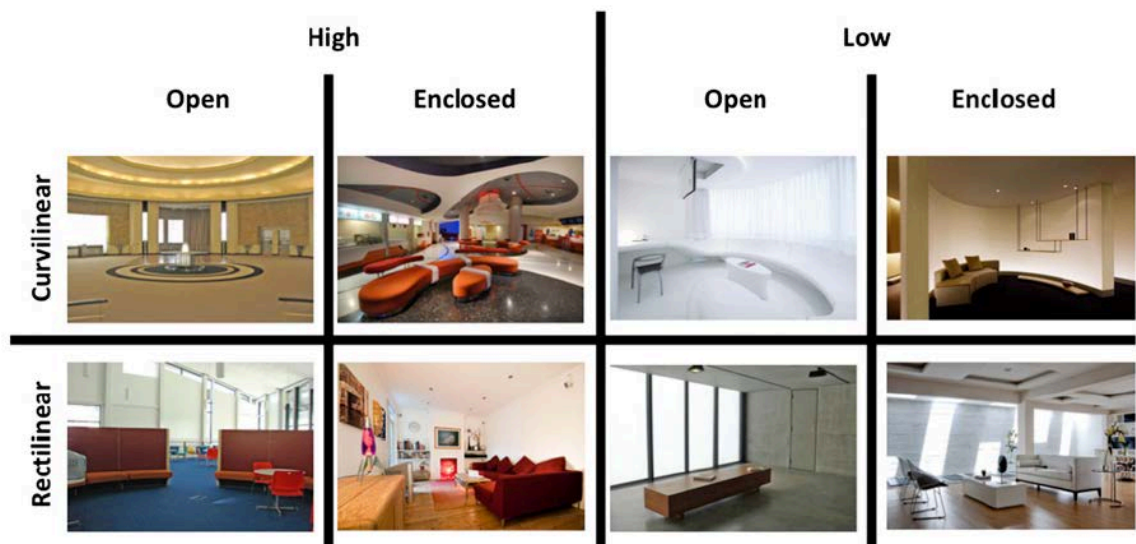 High
Low
Open
Enclosed
Open
Enclosed
Curvilinear
Rectilinear